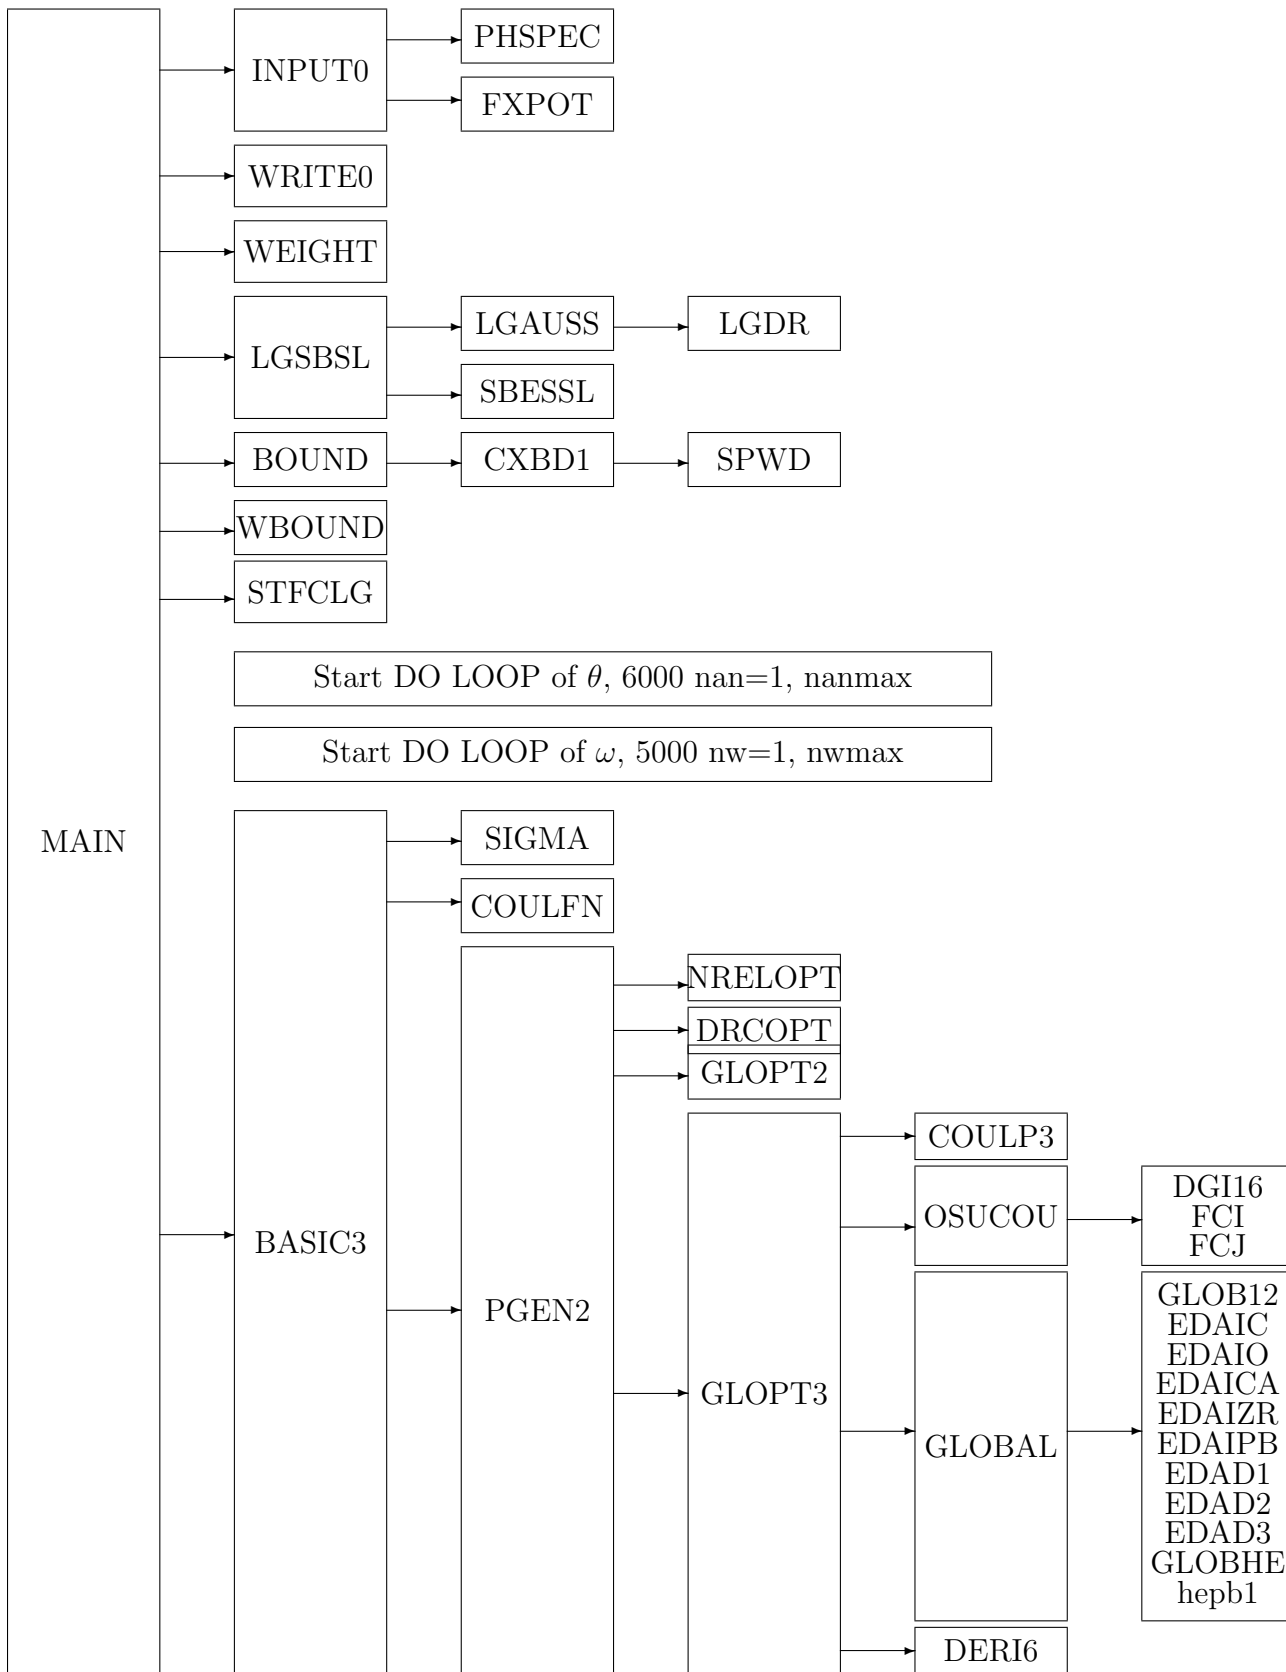 PHSPEC
INPUT0
FXPOT
WRITE0
WEIGHT
LGAUSS
LGDR
LGSBSL
SBESSL
BOUND
CXBD1
SPWD
WBOUND
STFCLG
Start DO LOOP of θ, 6000 nan=1, nanmax
Start DO LOOP of ω, 5000 nw=1, nwmax
MAIN
SIGMA
COULFN
NRELOPT
DRCOPT
GLOPT2
COULP3
DGI16
OSUCOU
FCI
FCJ
BASIC3
PGEN2
GLOB12
EDAIC
EDAIO
EDAICA
GLOPT3
EDAIZR
EDAIPB
GLOBAL
EDAD1
EDAD2
EDAD3
GLOBHE
hepb1
DERI6